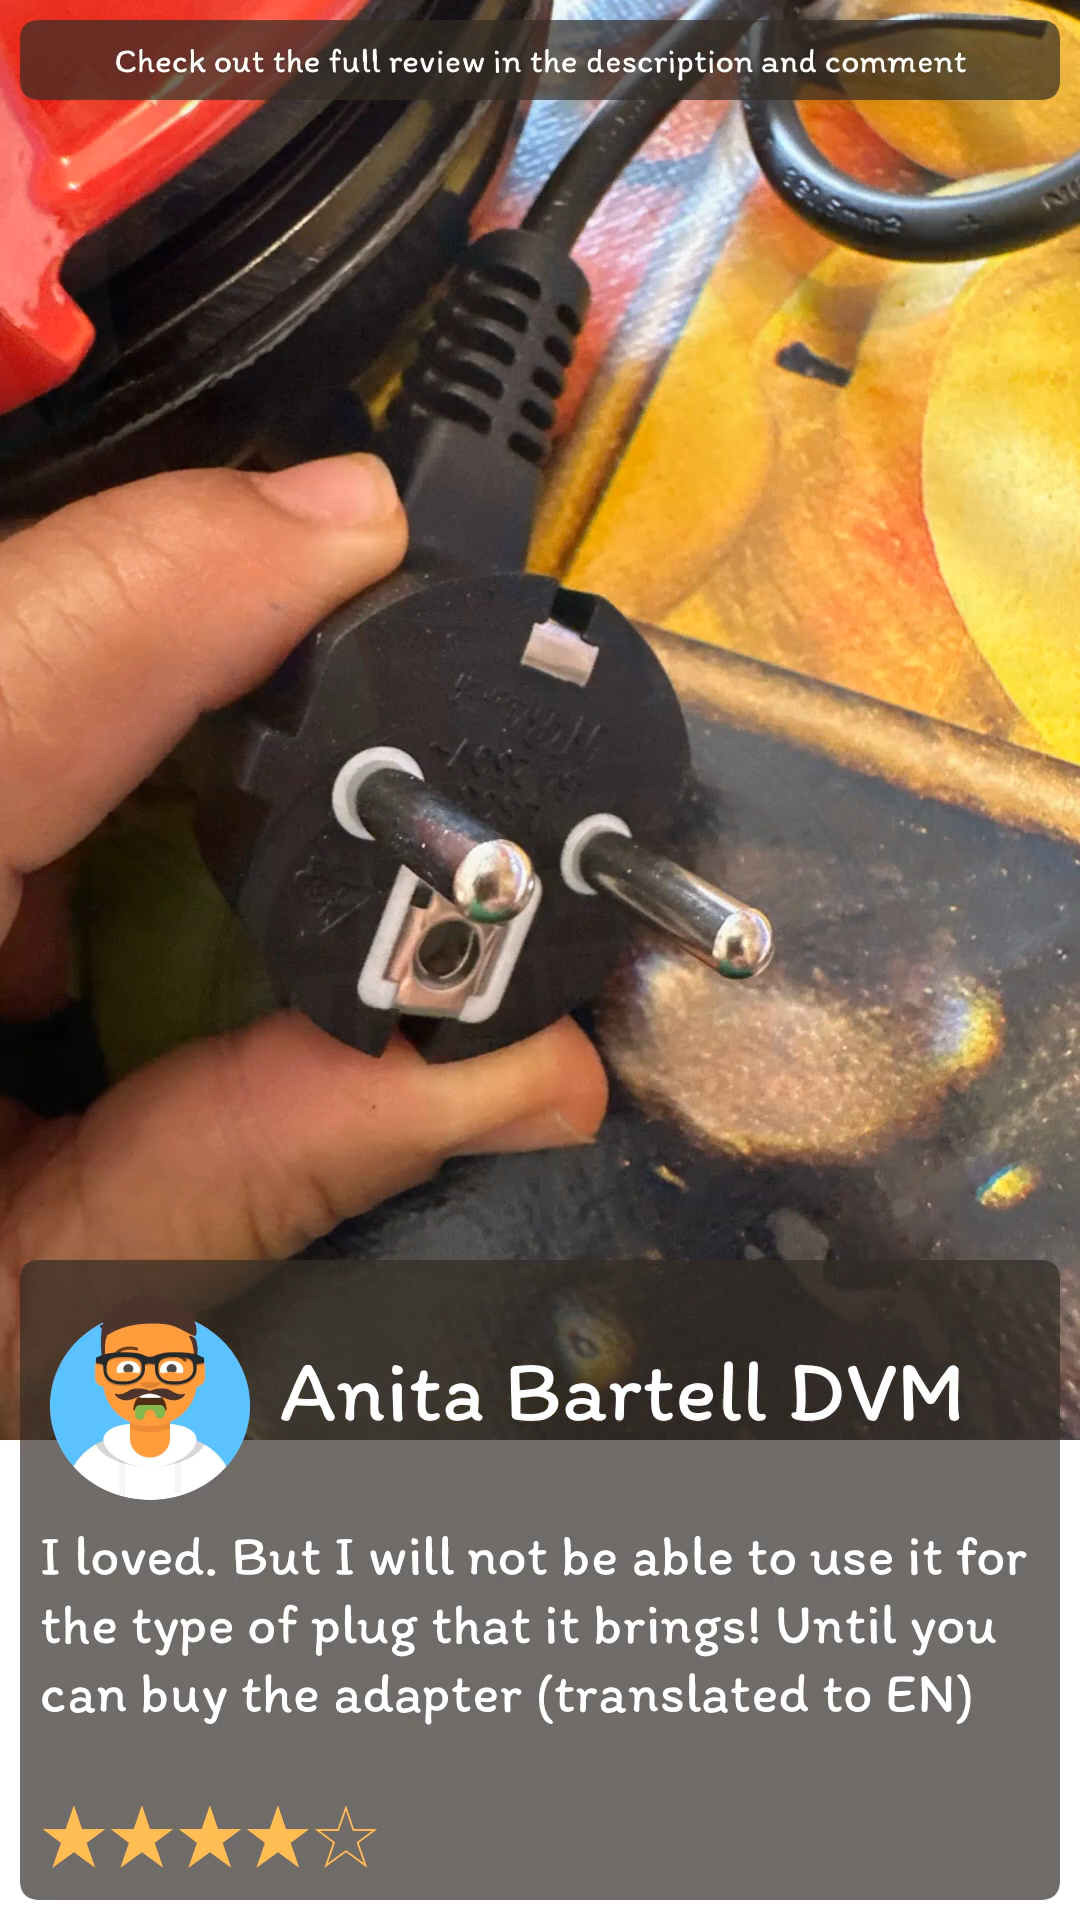 Check out the full review in the description and comment
Anita Bartell DVM
I loved. But I will not be able to use it for
the type of plug that it brings! Until you
can buy the adapter (translated to EN)